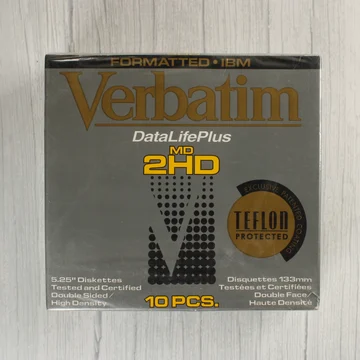 FORMATTED • IBM
Verbatim
DataLifePlus
MD
2HD
TEFLON
PROTECTED
5.25" Diskettes
Tested and Certified
Double Sided
High Density
Disquettes 133mm
Testées et Certifiées
Double Face
Haute Densité
10 PCS.